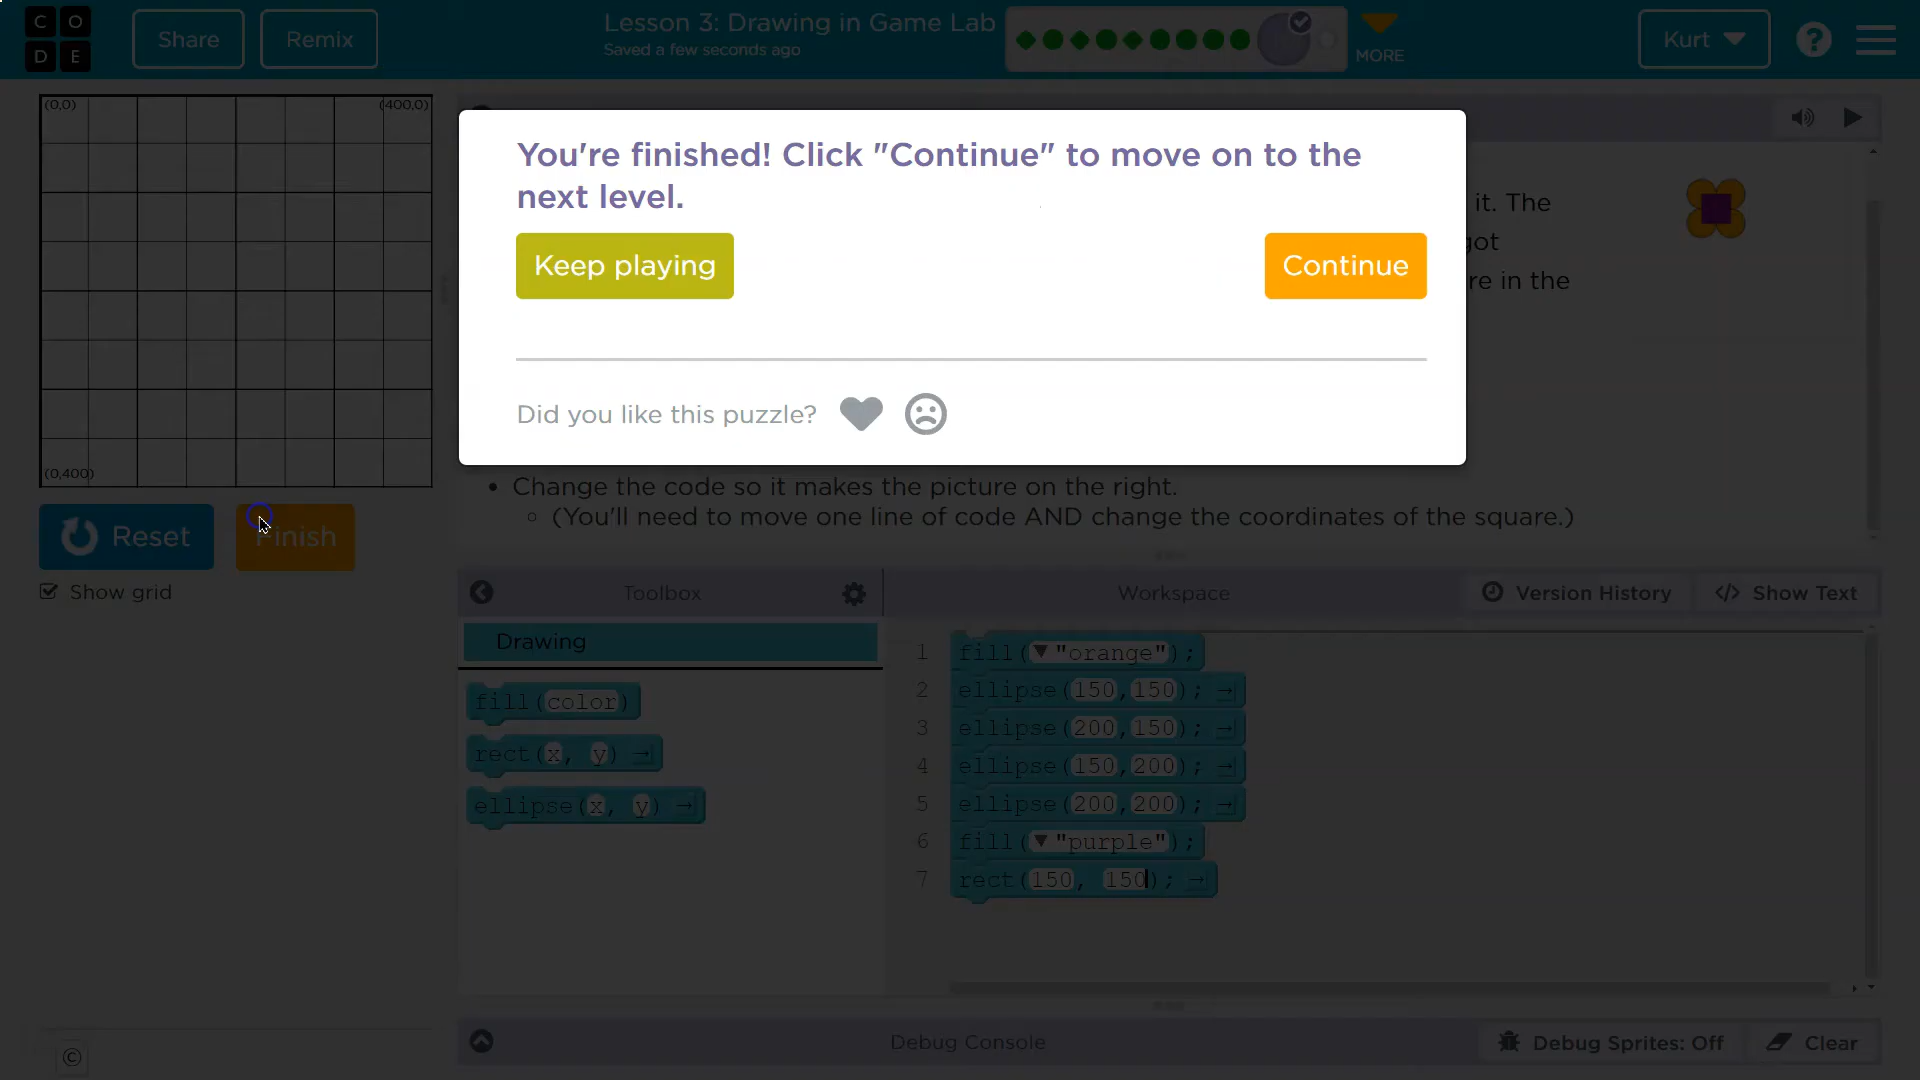 C O
D E
Share
Remix
Lesson 3: Drawing in Game Lab
Saved a few seconds ago
MORE
Kurt
?
(0,0)
(400,0)
(0,400)
You're finished! Click "Continue" to move on to the
next level.
Keep playing
Continue
Did you like this puzzle?
it. The
got
re in the
• Change the code so it makes the picture on the right.
○ (You'll need to move one line of code AND change the coordinates of the square.)
Reset
Finish
Show grid
Toolbox
Workspace
Version History
</> Show Text
Drawing
fill(color)
rect(x, y)
ellipse(x, y)
1 fill("orange");
2 ellipse(150,150);
3 ellipse(200,150);
4 ellipse(150,200);
5 ellipse(200,200);
6 fill("purple");
7 rect(150, 150);
Debug Console
Debug Sprites: Off
Clear
©